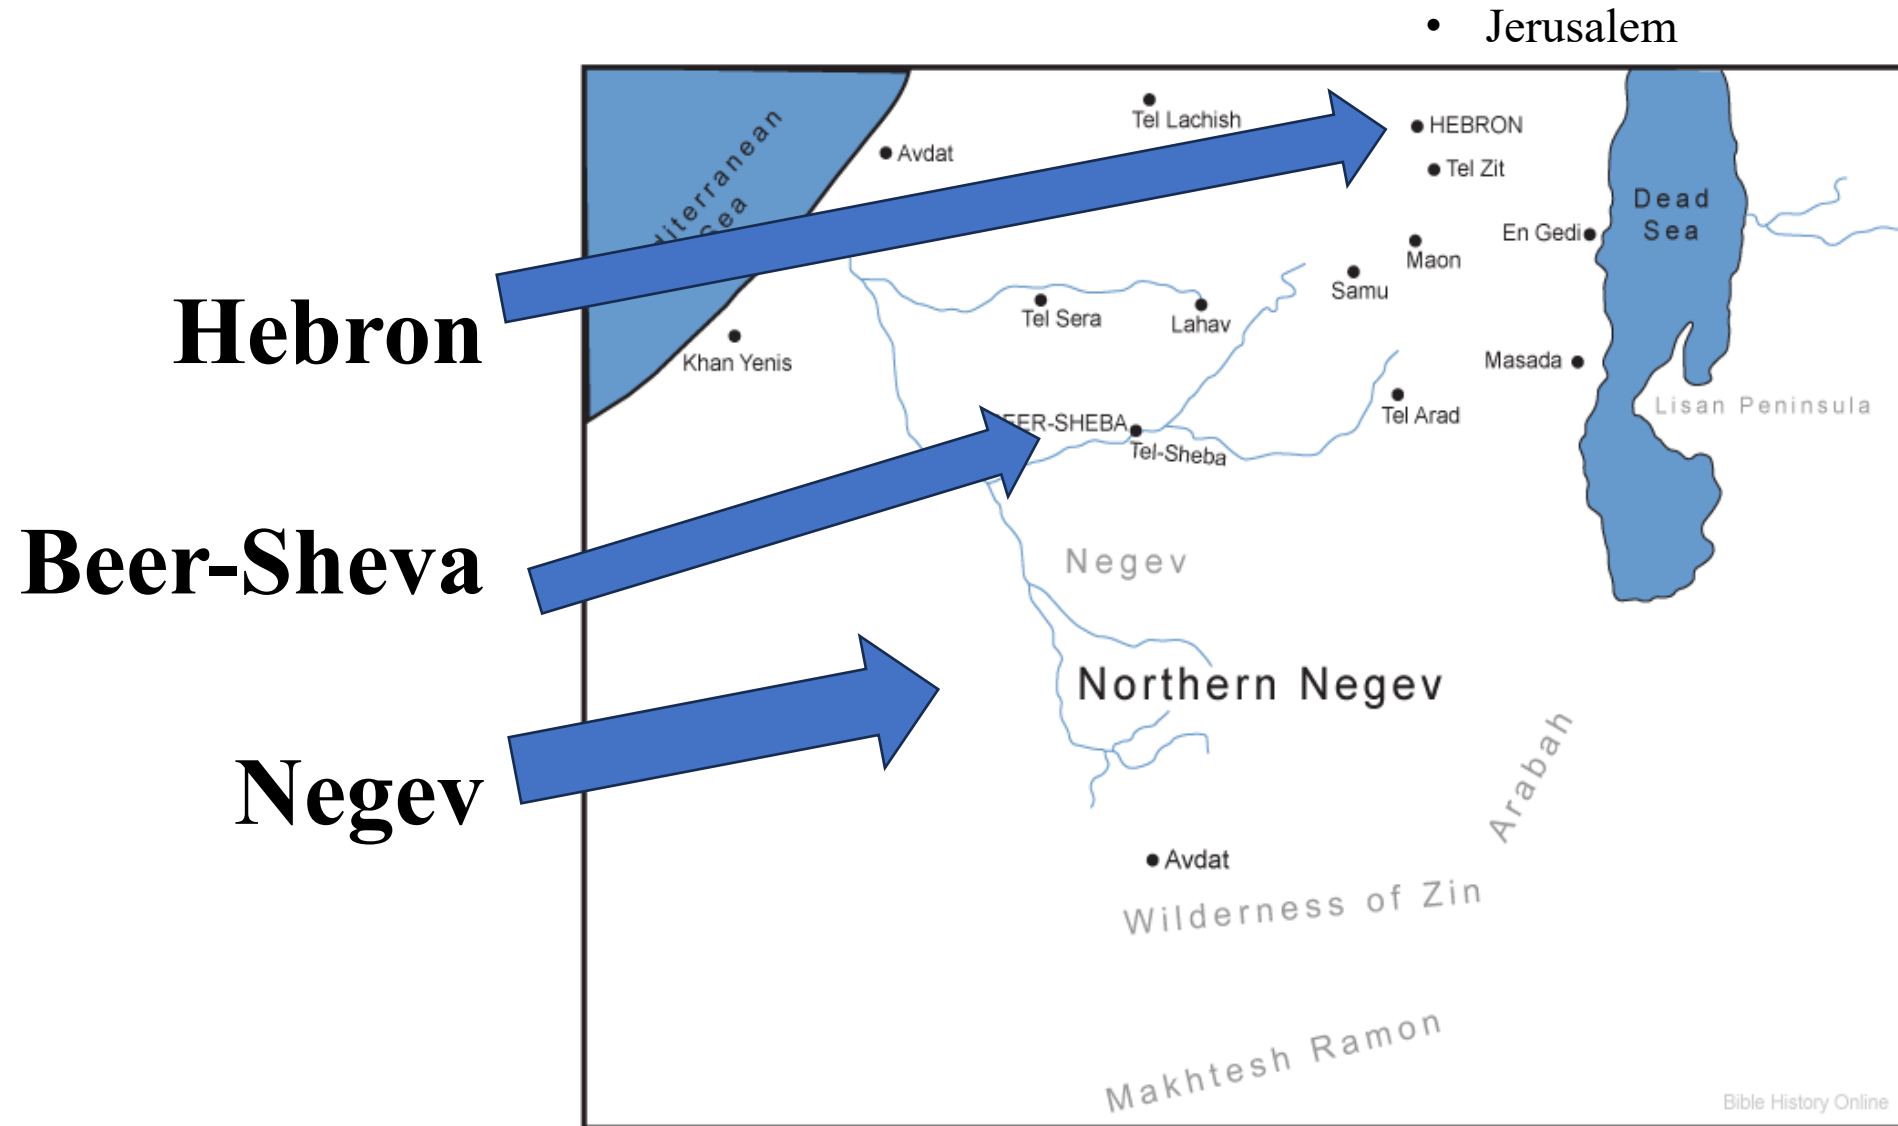 Jerusalem
Tel Lachish
HEBRON
Avdat
Tel Zit
Dead
Sea
En Gedi
Maon
Samu
Hebron
Tel Sera
Lahav
Khan Yenis
Masada
Lisan Peninsula
Tel Arad
EER-SHEBA
Tel-Sheba
Beer-Sheva
Negev
Northern Negev
Negev
Arabah
Avdat
Wilderness of Zin
Makhtesh Ramon
Bible History Online